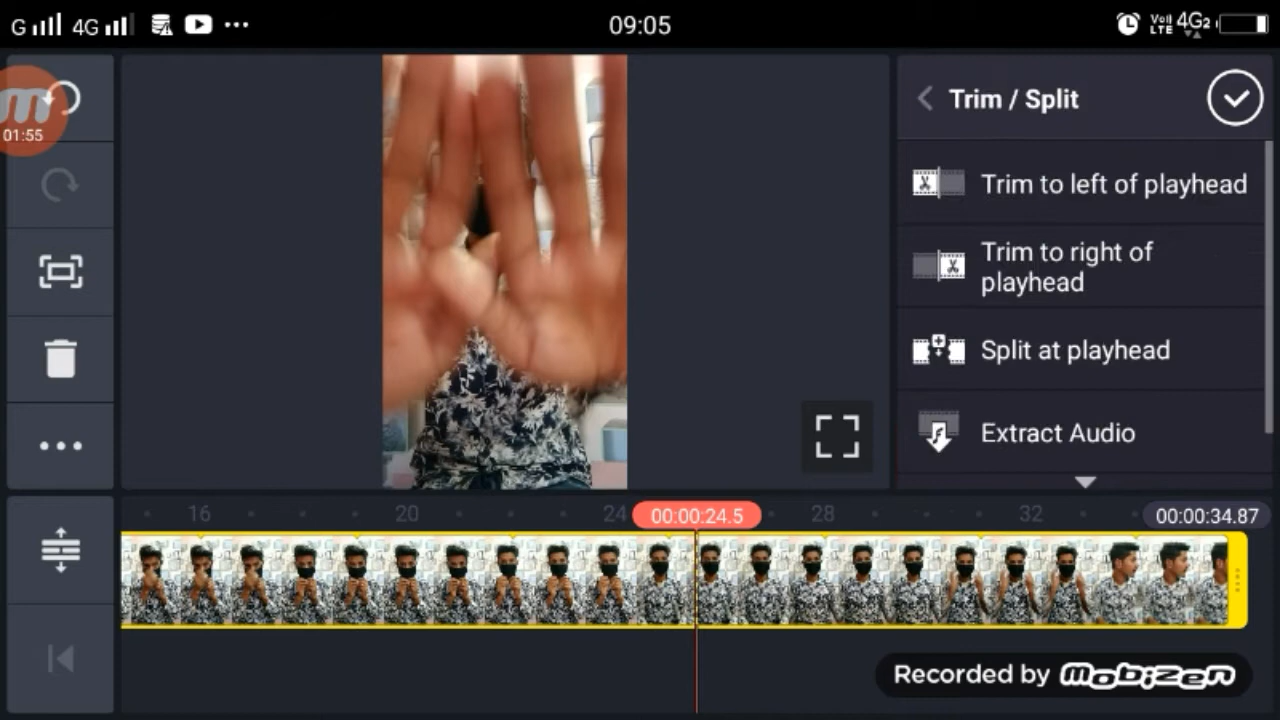 G 4G 09:05 Voll LTE 4G2
m
01:55
Trim / Split
Trim to left of playhead
Trim to right of
playhead
Split at playhead
Extract Audio
16 20 24 00:00:24.5 28 32 00:00:34.87
Recorded by mobizen